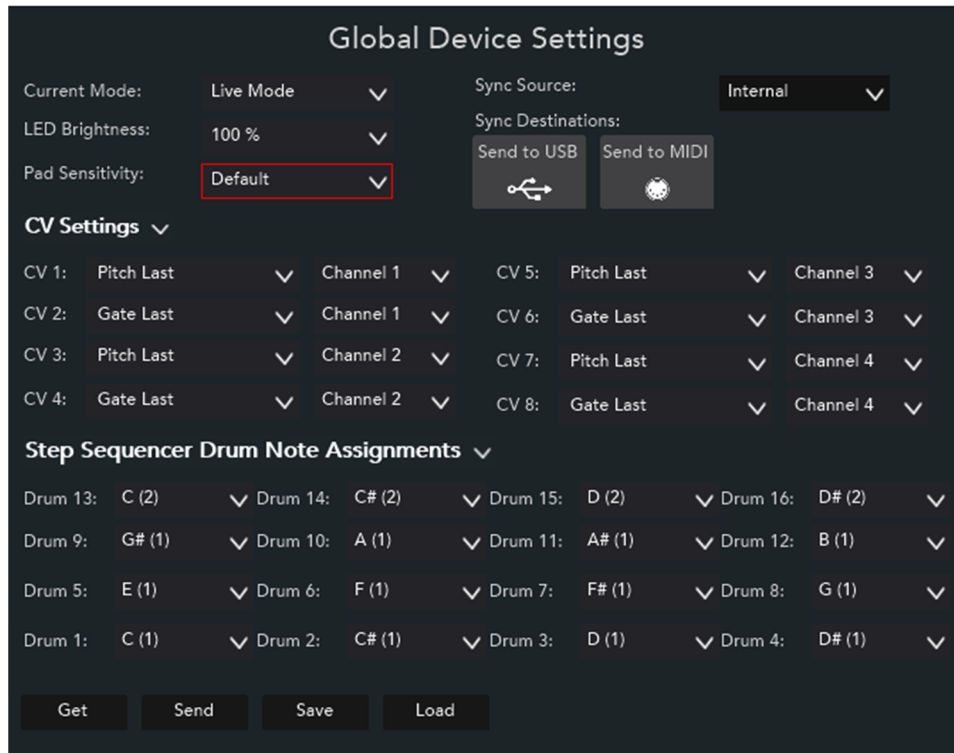 Global Device Settings
Current Mode: Live Mode
Sync Source: Internal
LED Brightness: 100 %
Sync Destinations:
Send to USB Send to MIDI
Pad Sensitivity: Default
CV Settings
CV 1: Pitch Last Channel 1 CV 5: Pitch Last Channel 3
CV 2: Gate Last Channel 1 CV 6: Gate Last Channel 3
CV 3: Pitch Last Channel 2 CV 7: Pitch Last Channel 4
CV 4: Gate Last Channel 2 CV 8: Gate Last Channel 4
Step Sequencer Drum Note Assignments
Drum 13: C (2) Drum 14: C# (2) Drum 15: D (2) Drum 16: D# (2)
Drum 9: G# (1) Drum 10: A (1) Drum 11: A# (1) Drum 12: B (1)
Drum 5: E (1) Drum 6: F (1) Drum 7: F# (1) Drum 8: G (1)
Drum 1: C (1) Drum 2: C# (1) Drum 3: D (1) Drum 4: D# (1)
Get Send Save Load